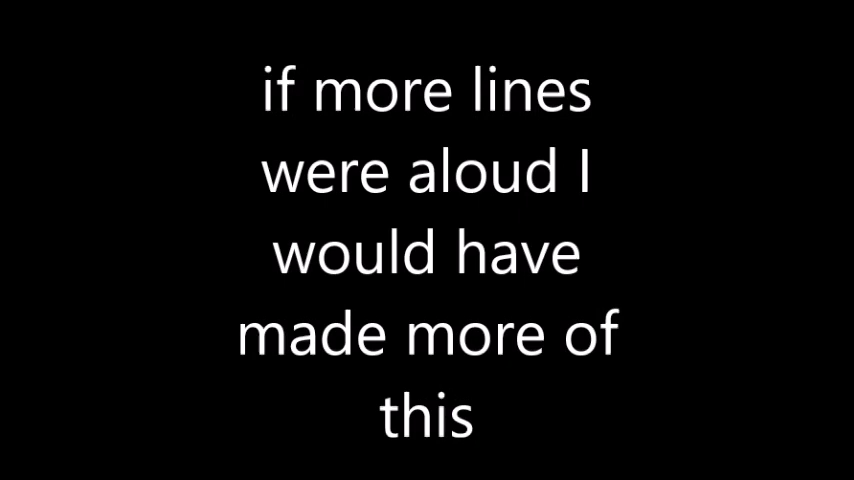 if more lines
were aloud I
would have
made more of
this